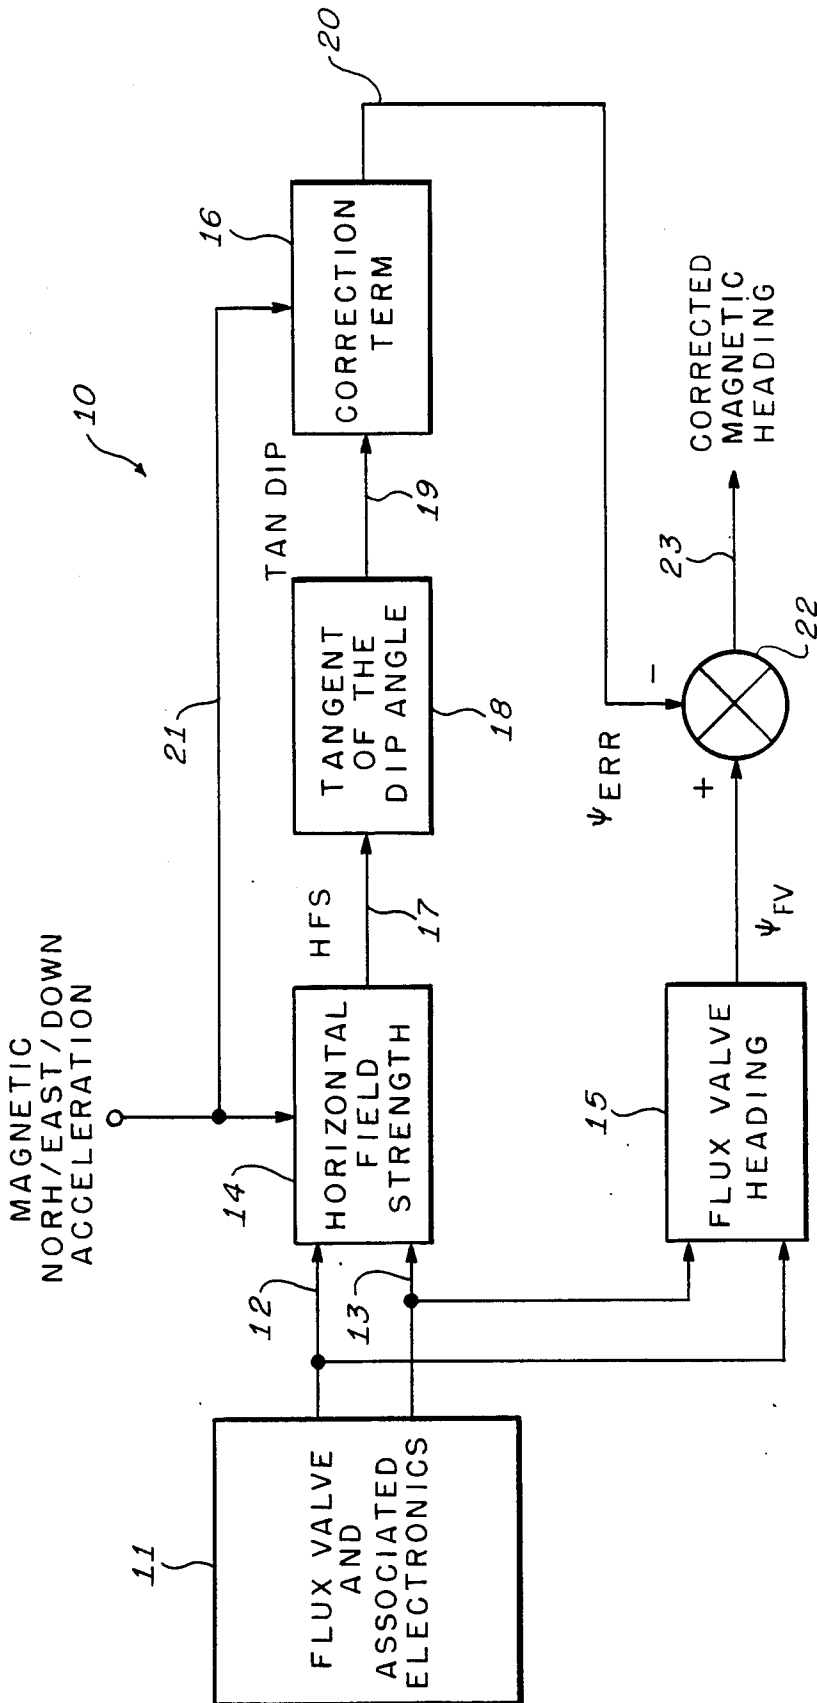 10
MAGNETIC
NORH/EAST/DOWN
ACCELERATION
21
20
11
FLUX VALVE
AND
ASSOCIATED
ELECTRONICS
12
13
14
HORIZONTAL
FIELD
STRENGTH
HFS
17
TANGENT
OF THE
DIP ANGLE
18
TAN DIP
19
16
CORRECTION
TERM
15
FLUX VALVE
HEADING
ψFV
ψERR
+
-
22
23
CORRECTED
MAGNETIC
HEADING